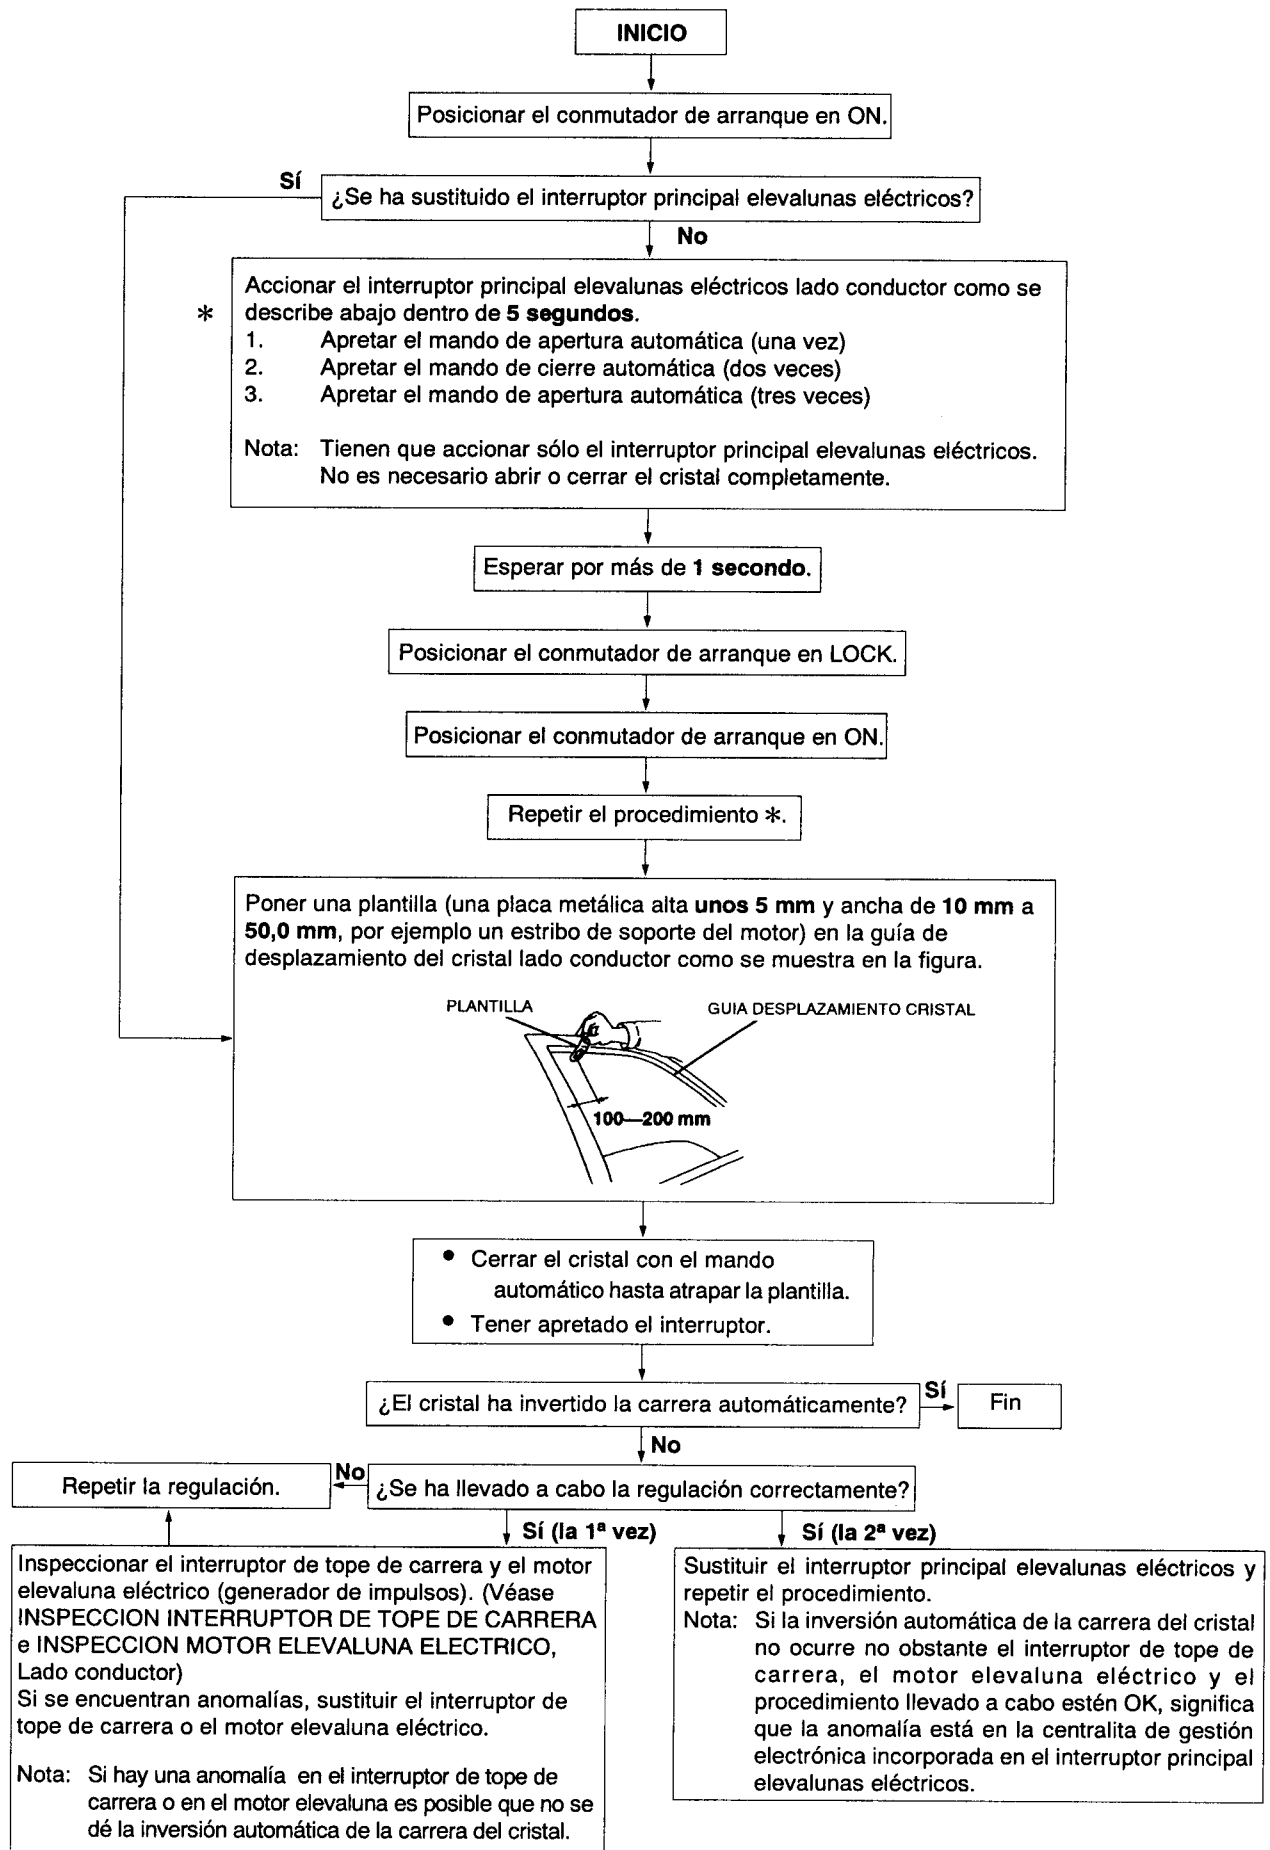 INICIO
Posicionar el conmutador de arranque en ON.
Sí
¿Se ha sustituido el interruptor principal elevalunas eléctricos?
No
Accionar el interruptor principal elevalunas eléctricos lado conductor como se
* describe abajo dentro de 5 segundos.
1. Apretar el mando de apertura automática (una vez)
2. Apretar el mando de cierre automática (dos veces)
3. Apretar el mando de apertura automática (tres veces)
Nota: Tienen que accionar sólo el interruptor principal elevalunas eléctricos.
No es necesario abrir o cerrar el cristal completamente.
Esperar por más de 1 secondo.
Posicionar el conmutador de arranque en LOCK.
Posicionar el conmutador de arranque en ON.
Repetir el procedimiento *.
Poner una plantilla (una placa metálica alta unos 5 mm y ancha de 10 mm a
50,0 mm, por ejemplo un estribo de soporte del motor) en la guía de
desplazamiento del cristal lado conductor como se muestra en la figura.
PLANTILLA
GUIA DESPLAZAMIENTO CRISTAL
100—200 mm
• Cerrar el cristal con el mando
automático hasta atrapar la plantilla.
• Tener apretado el interruptor.
¿El cristal ha invertido la carrera automáticamente?
Sí
Fin
No
Repetir la regulación.
No
¿Se ha llevado a cabo la regulación correctamente?
Sí (la 1ª vez)
Sí (la 2ª vez)
Inspeccionar el interruptor de tope de carrera y el motor
elevaluna eléctrico (generador de impulsos). (Véase
INSPECCION INTERRUPTOR DE TOPE DE CARRERA
e INSPECCION MOTOR ELEVALUNA ELECTRICO,
Lado conductor)
Si se encuentran anomalías, sustituir el interruptor de
tope de carrera o el motor elevaluna eléctrico.
Nota: Si hay una anomalía en el interruptor de tope de
carrera o en el motor elevaluna es posible que no se
dé la inversión automática de la carrera del cristal.
Sustituir el interruptor principal elevalunas eléctricos y
repetir el procedimiento.
Nota: Si la inversión automática de la carrera del cristal
no ocurre no obstante el interruptor de tope de
carrera, el motor elevaluna eléctrico y el
procedimiento llevado a cabo estén OK, significa
que la anomalía está en la centralita de gestión
electrónica incorporada en el interruptor principal
elevalunas eléctricos.